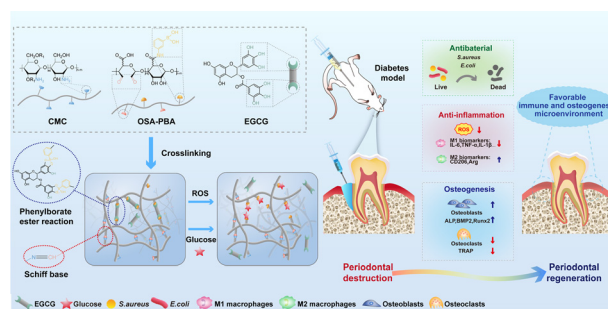 CMC
OSA-PBA
EGCG
Crosslinking
Phenylborate
ester reaction
Schiff base
ROS
Glucose
Diabetes
model
Antibaterial
S.aureus
E.coli
Live
Dead
Anti-inflammation
ROS
M1 biomarkers:
IL-6,TNF-α,IL-1β
M2 biomarkers:
CD206,Arg
Osteogenesis
Osteoblasts
ALP,BMP2,Runx2
Osteoclasts
TRAP
Favorable
immune and osteogenesis
microenvironment
Periodontal
destruction
Periodontal
regeneration
EGCG
Glucose
S.aureus
E.coli
M1 macrophages
M2 macrophages
Osteoblasts
Osteoclasts